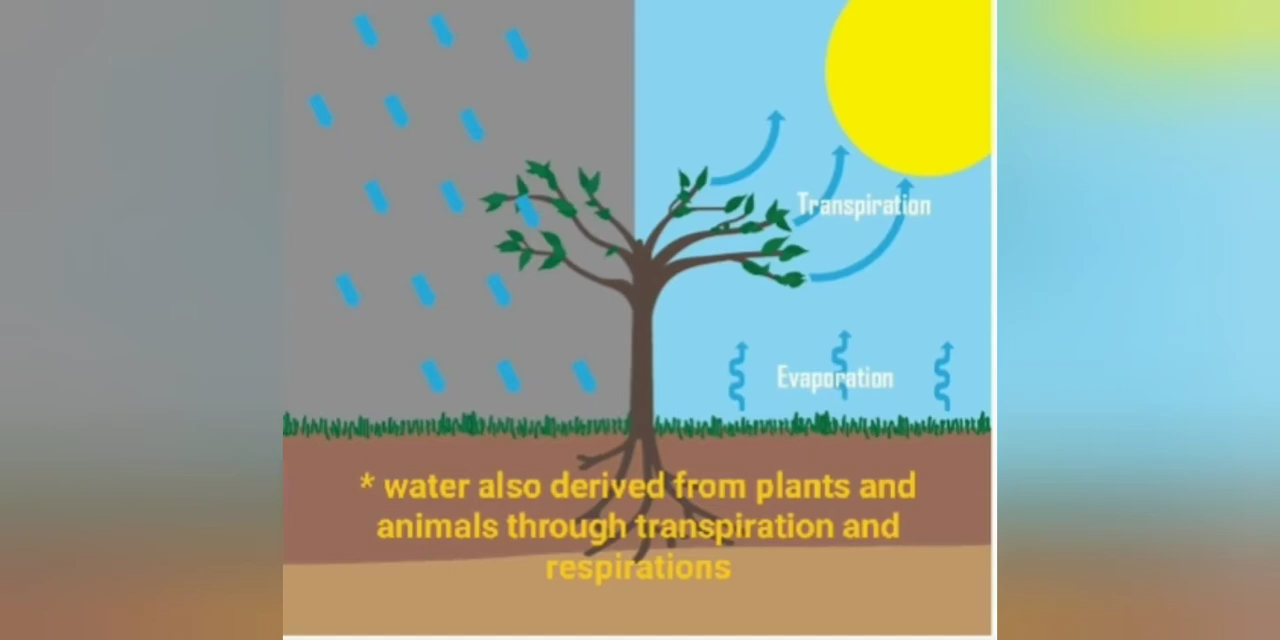 Transpiration
Evaporation
* water also derived from plants and
animals through transpiration and
respirations